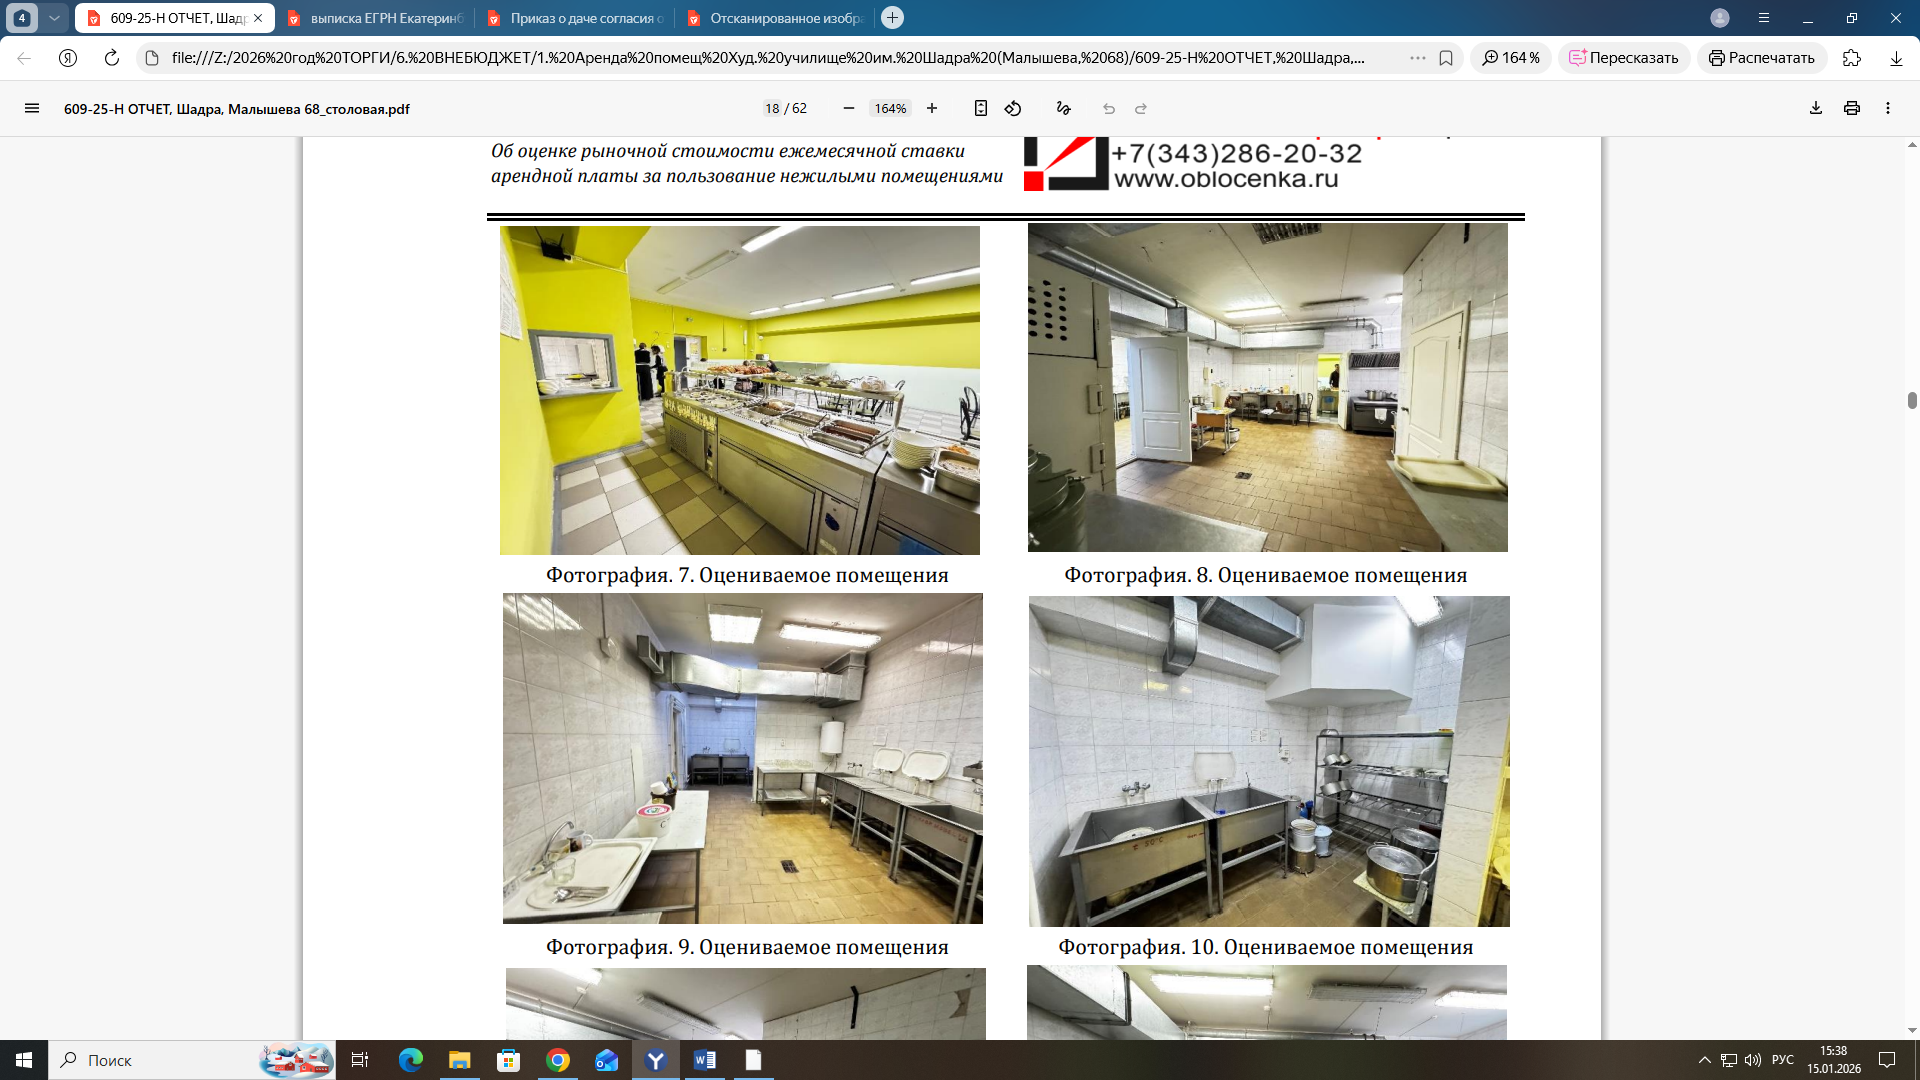 4
609-25-Н ОТЧЕТ, Шадр
выписка ЕГРН Екатеринб
Приказ о даче согласия о
Отсканированное изобра
file:///Z:/2026%20год%20ТОРГИ/6.%20ВНЕБЮДЖЕТ/1.%20Аренда%20помещ%20Худ.%20училище%20им.%20Шадра%20(Малышева,%2068)/609-25-Н%20ОТЧЕТ,%20Шадра,...
164 %
Пересказать
Распечатать
609-25-Н ОТЧЕТ, Шадра, Малышева 68_столовая.pdf
18 / 62
164%
Об оценке рыночной стоимости ежемесячной ставки
арендной платы за пользование нежилыми помещениями
+7(343)286-20-32
www.oblocenka.ru
Фотография. 7. Оцениваемое помещения
Фотография. 8. Оцениваемое помещения
Фотография. 9. Оцениваемое помещения
Фотография. 10. Оцениваемое помещения
Поиск
РУС
15:38
15.01.2026